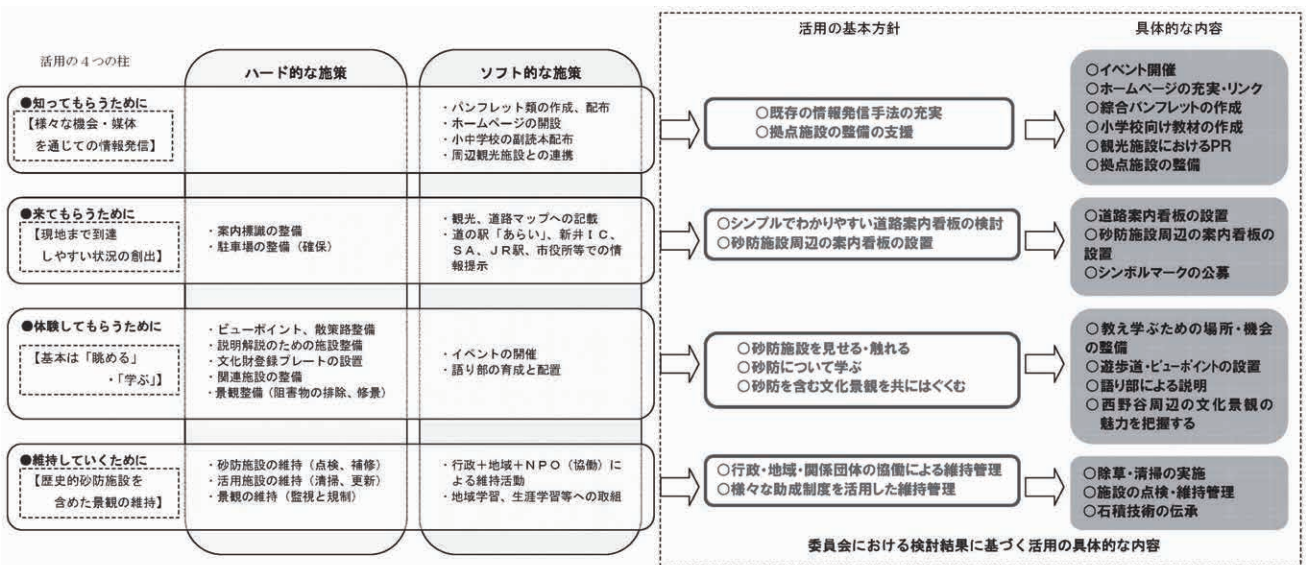 活用の4つの柱
ハード的な施策
ソフト的な施策
活用の基本方針
具体的な内容
●知ってもらうために
【様々な機会・媒体
を通じての情報発信】
・パンフレット類の作成、配布
・ホームページの開設
・小中学校の副読本配布
・周辺観光施設との連携
○既存の情報発信手法の充実
○拠点施設の整備の支援
○イベント開催
○ホームページの充実・リンク
○綜合パンフレットの作成
○小学校向け教材の作成
○観光施設におけるPR
○拠点施設の整備
●来てもらうために
【現地まで到達
しやすい状況の創出】
・案内標識の整備
・駐車場の整備（確保）
・観光、道路マップへの記載
・道の駅「あらい」、新井ＩＣ、
ＳＡ、ＪＲ駅、市役所等での情
報提示
○シンプルでわかりやすい道路案内看板の検討
○砂防施設周辺の案内看板の設置
○道路案内看板の設置
○砂防施設周辺の案内看板の
設置
○シンボルマークの公募
●体験してもらうために
【基本は「眺める」
・「学ぶ」】
・ビューポイント、散策路整備
・説明解説のための施設整備
・文化財登録プレートの設置
・関連施設の整備
・景観整備（阻害物の排除、修景）
・イベントの開催
・語り部の育成と配置
○砂防施設を見せる・触れる
○砂防について学ぶ
○砂防を含む文化景観を共にはぐくむ
○教え学ぶための場所・機会
の整備
○遊歩道・ビューポイントの設置
○語り部による説明
○西野谷周辺の文化景観の
魅力を把握する
●維持していくために
【歴史的砂防施設を
含めた景観の維持】
・砂防施設の維持（点検、補修）
・活用施設の維持（清掃、更新）
・景観の維持（監視と規制）
・行政＋地域＋ＮＰＯ（協働）に
よる維持活動
・地域学習、生涯学習等への取組
○行政・地域・関係団体の協働による維持管理
○様々な助成制度を活用した維持管理
○除草・清掃の実施
○施設の点検・維持管理
○石積技術の伝承
委員会における検討結果に基づく活用の具体的な内容